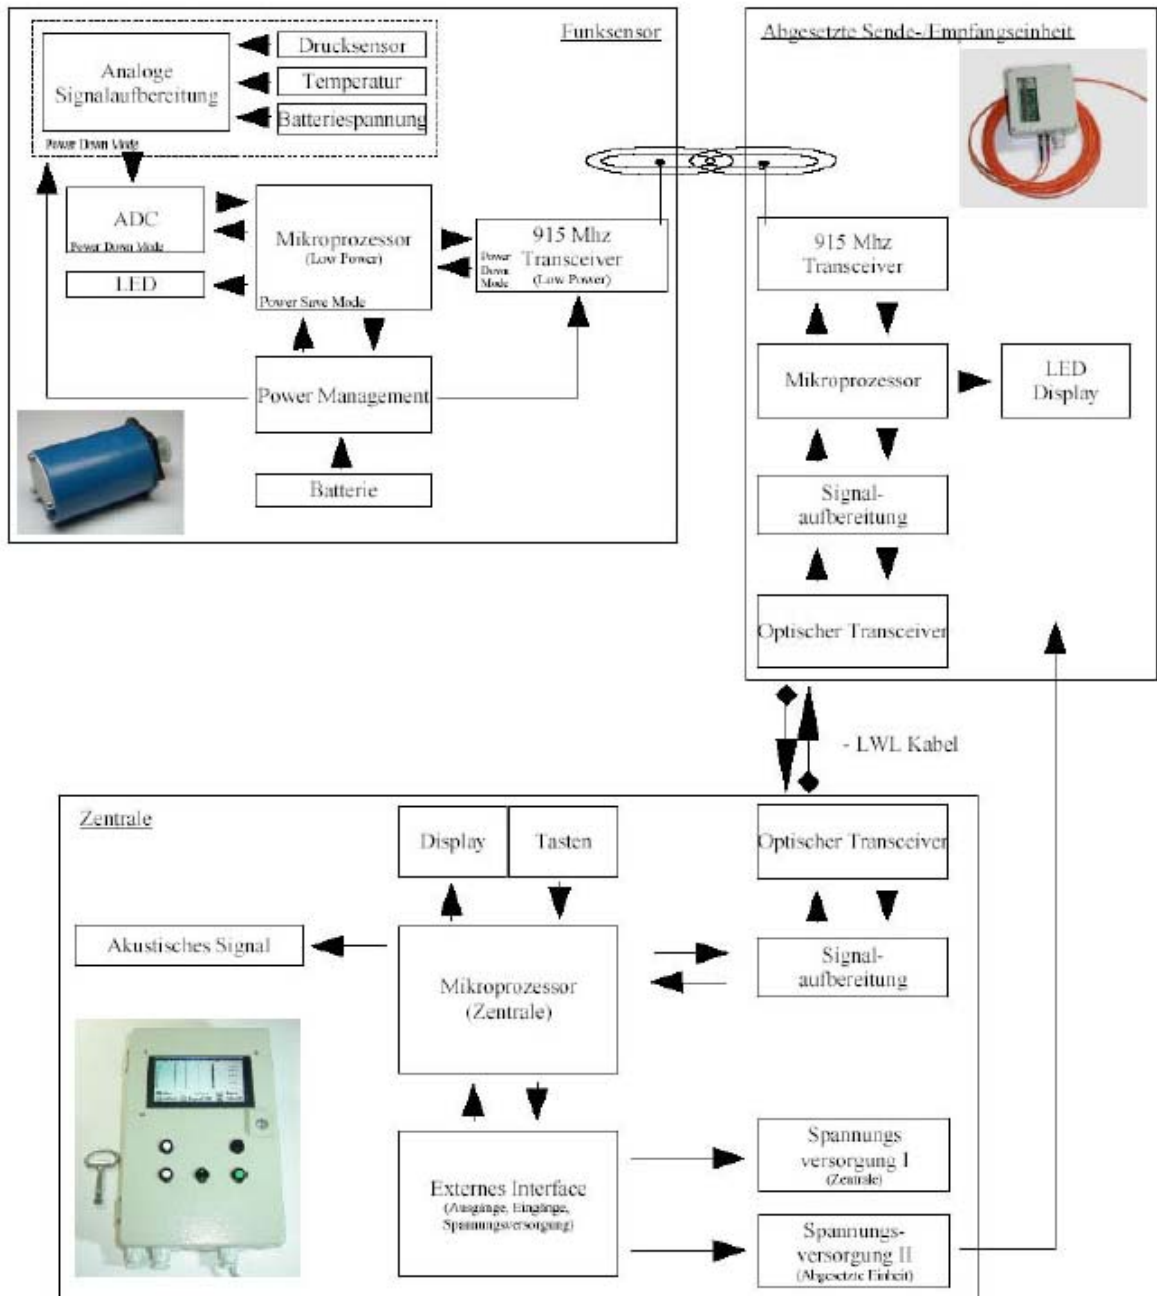 Funksensor
Drucksensor
Analoge
Signalaufbereitung
Temperatur
Batteriespannung
Power Down Mode
ADC
Power Down Mode
Mikroprozessor
(Low Power)
Power Save Mode
915 Mhz
Transceiver
(Low Power)
Power
Down
Mode
LED
Power Management
Batterie
Abgesetzte Sende-/Empfangseinheit
915 Mhz
Transceiver
Mikroprozessor
LED
Display
Signal-
aufbereitung
Optischer Transceiver
- LWL Kabel
Zentrale
Display
Tasten
Optischer Transceiver
Akustisches Signal
Mikroprozessor
(Zentrale)
Signal-
aufbereitung
Externes Interface
(Ausgänge, Eingänge,
Spannungsversorgung)
Spannungs
versorgung I
(Zentrale)
Spannungs-
versorgung II
(Abgesetzte Einheit)